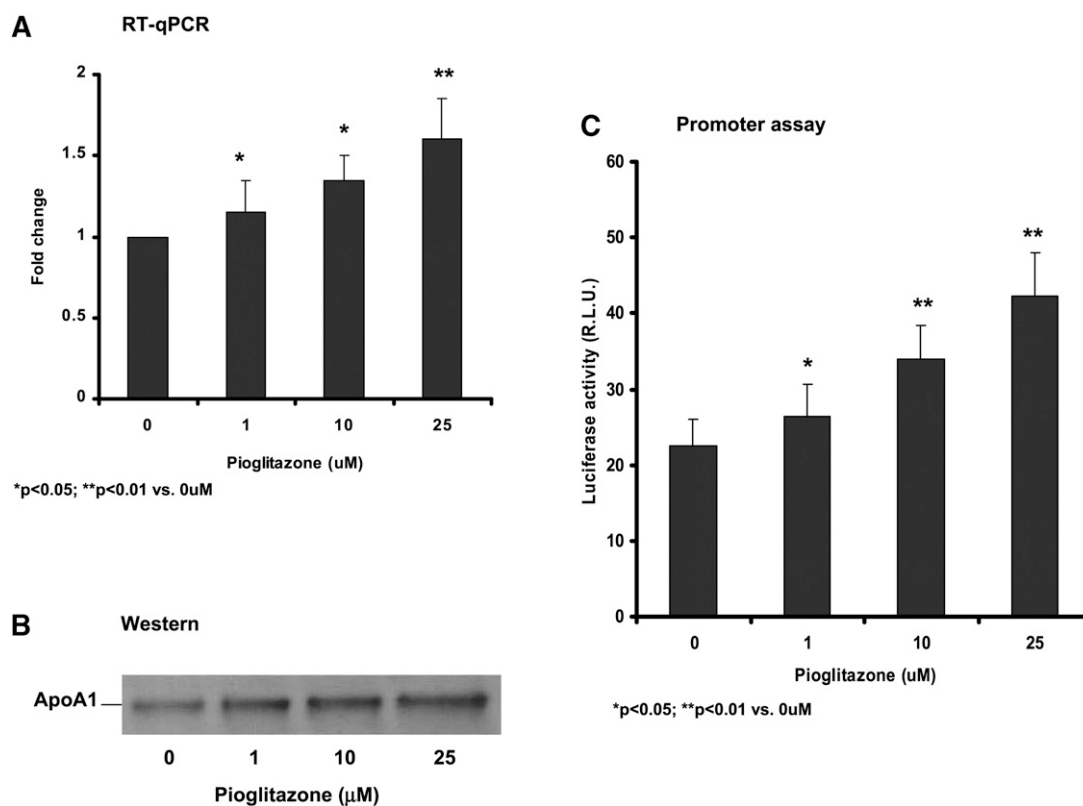 A
RT-qPCR
2
1.5
1
0.5
0
Fold change
**
*
*
0 1 10 25
Pioglitazone (uM)
*p<0.05; **p<0.01 vs. 0uM
B
Western
ApoA1
0 1 10 25
Pioglitazone (μM)
C
Promoter assay
60
50
40
30
20
10
0
Luciferase activity (R.L.U.)
**
**
*
0 1 10 25
Pioglitazone (uM)
*p<0.05; **p<0.01 vs. 0uM